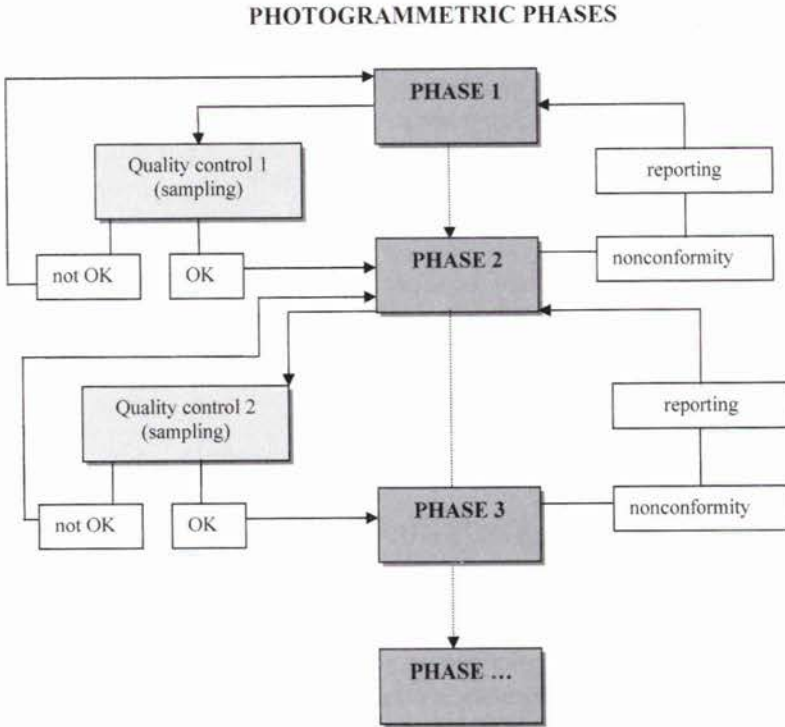 PHOTOGRAMMETRIC PHASES
PHASE 1
Quality control 1
(sampling)
reporting
not OK
OK
PHASE 2
nonconformity
Quality control 2
(sampling)
reporting
not OK
OK
PHASE 3
nonconformity
PHASE ...